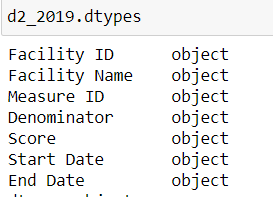 d2_2019.dtypes
Facility ID object
Facility Name object
Measure ID object
Denominator object
Score object
Start Date object
End Date object